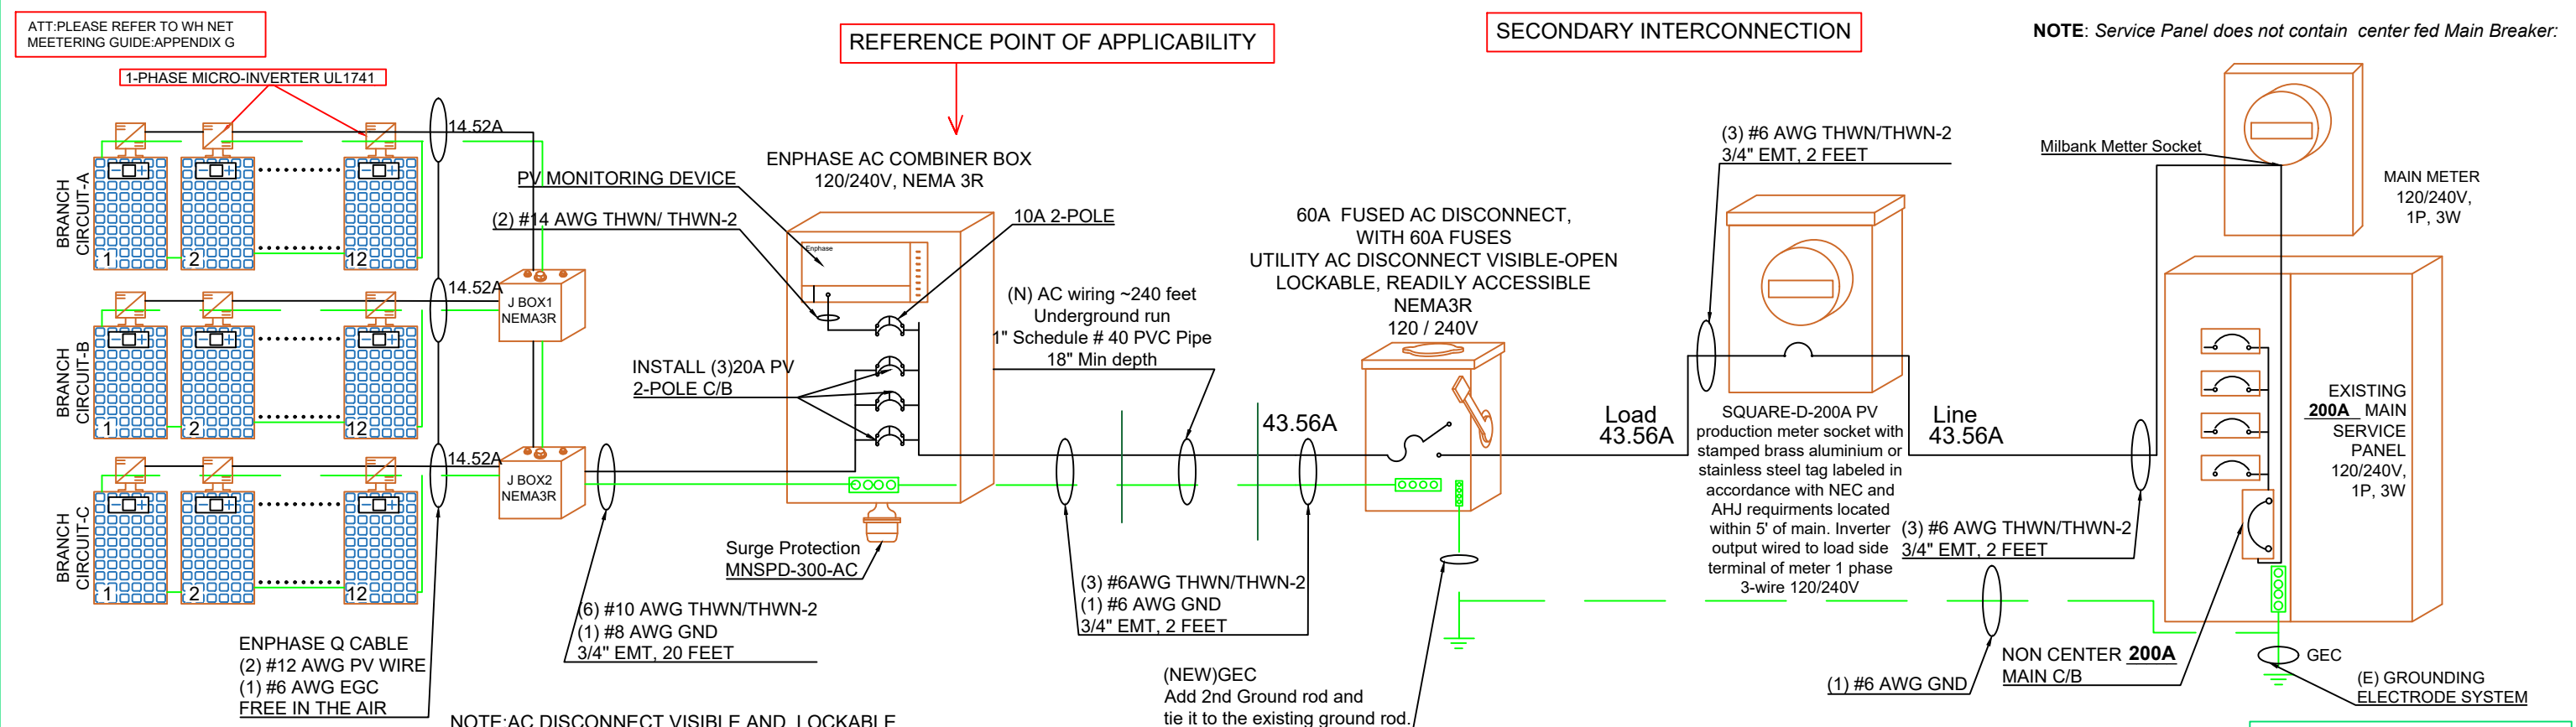 ATT:PLEASE REFER TO WH NET
MEETERING GUIDE:APPENDIX G
1-PHASE MICRO-INVERTER UL1741
REFERENCE POINT OF APPLICABILITY
SECONDARY INTERCONNECTION
NOTE: Service Panel does not contain center fed Main Breaker:
BRANCH
CIRCUIT-A
1
2
12
14.52A
BRANCH
CIRCUIT-B
1
2
12
14.52A
BRANCH
CIRCUIT-C
1
2
12
14.52A
J BOX1
NEMA3R
J BOX2
NEMA3R
ENPHASE Q CABLE
(2) #12 AWG PV WIRE
(1) #6 AWG EGC
FREE IN THE AIR
(6) #10 AWG THWN/THWN-2
(1) #8 AWG GND
3/4" EMT, 20 FEET
ENPHASE AC COMBINER BOX
120/240V, NEMA 3R
PV MONITORING DEVICE
(2) #14 AWG THWN/ THWN-2
10A 2-POLE
Enphase
INSTALL (3)20A PV
2-POLE C/B
Surge Protection
MNSPD-300-AC
(N) AC wiring ~240 feet
Underground run
1" Schedule # 40 PVC Pipe
18" Min depth
(3) #6AWG THWN/THWN-2
(1) #6 AWG GND
3/4" EMT, 2 FEET
43.56A
60A FUSED AC DISCONNECT,
WITH 60A FUSES
UTILITY AC DISCONNECT VISIBLE-OPEN
LOCKABLE, READILY ACCESSIBLE
NEMA3R
120 / 240V
(NEW)GEC
Add 2nd Ground rod and
tie it to the existing ground rod.
Load
43.56A
(3) #6 AWG THWN/THWN-2
3/4" EMT, 2 FEET
SQUARE-D-200A PV
production meter socket with
stamped brass aluminium or
stainless steel tag labeled in
accordance with NEC and
AHJ requirments located
within 5' of main. Inverter
output wired to load side
terminal of meter 1 phase
3-wire 120/240V
Line
43.56A
(3) #6 AWG THWN/THWN-2
3/4" EMT, 2 FEET
(1) #6 AWG GND
Milbank Metter Socket
MAIN METER
120/240V,
1P, 3W
EXISTING
200A MAIN
SERVICE
PANEL
120/240V,
1P, 3W
NON CENTER 200A
MAIN C/B
GEC
(E) GROUNDING
ELECTRODE SYSTEM
NOTE:AC DISCONNECT VISIBLE AND LOCKABLE